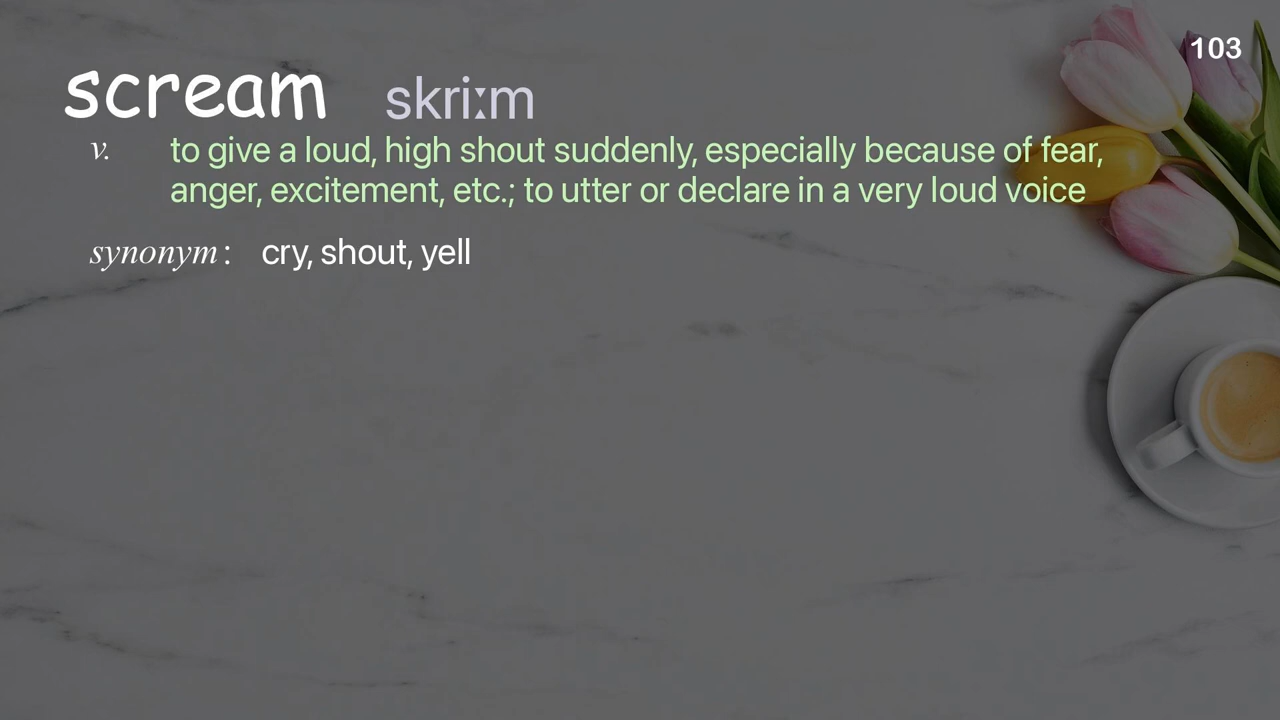 103
scream skriːm
v. to give a loud, high shout suddenly, especially because of fear,
anger, excitement, etc.; to utter or declare in a very loud voice
synonym : cry, shout, yell